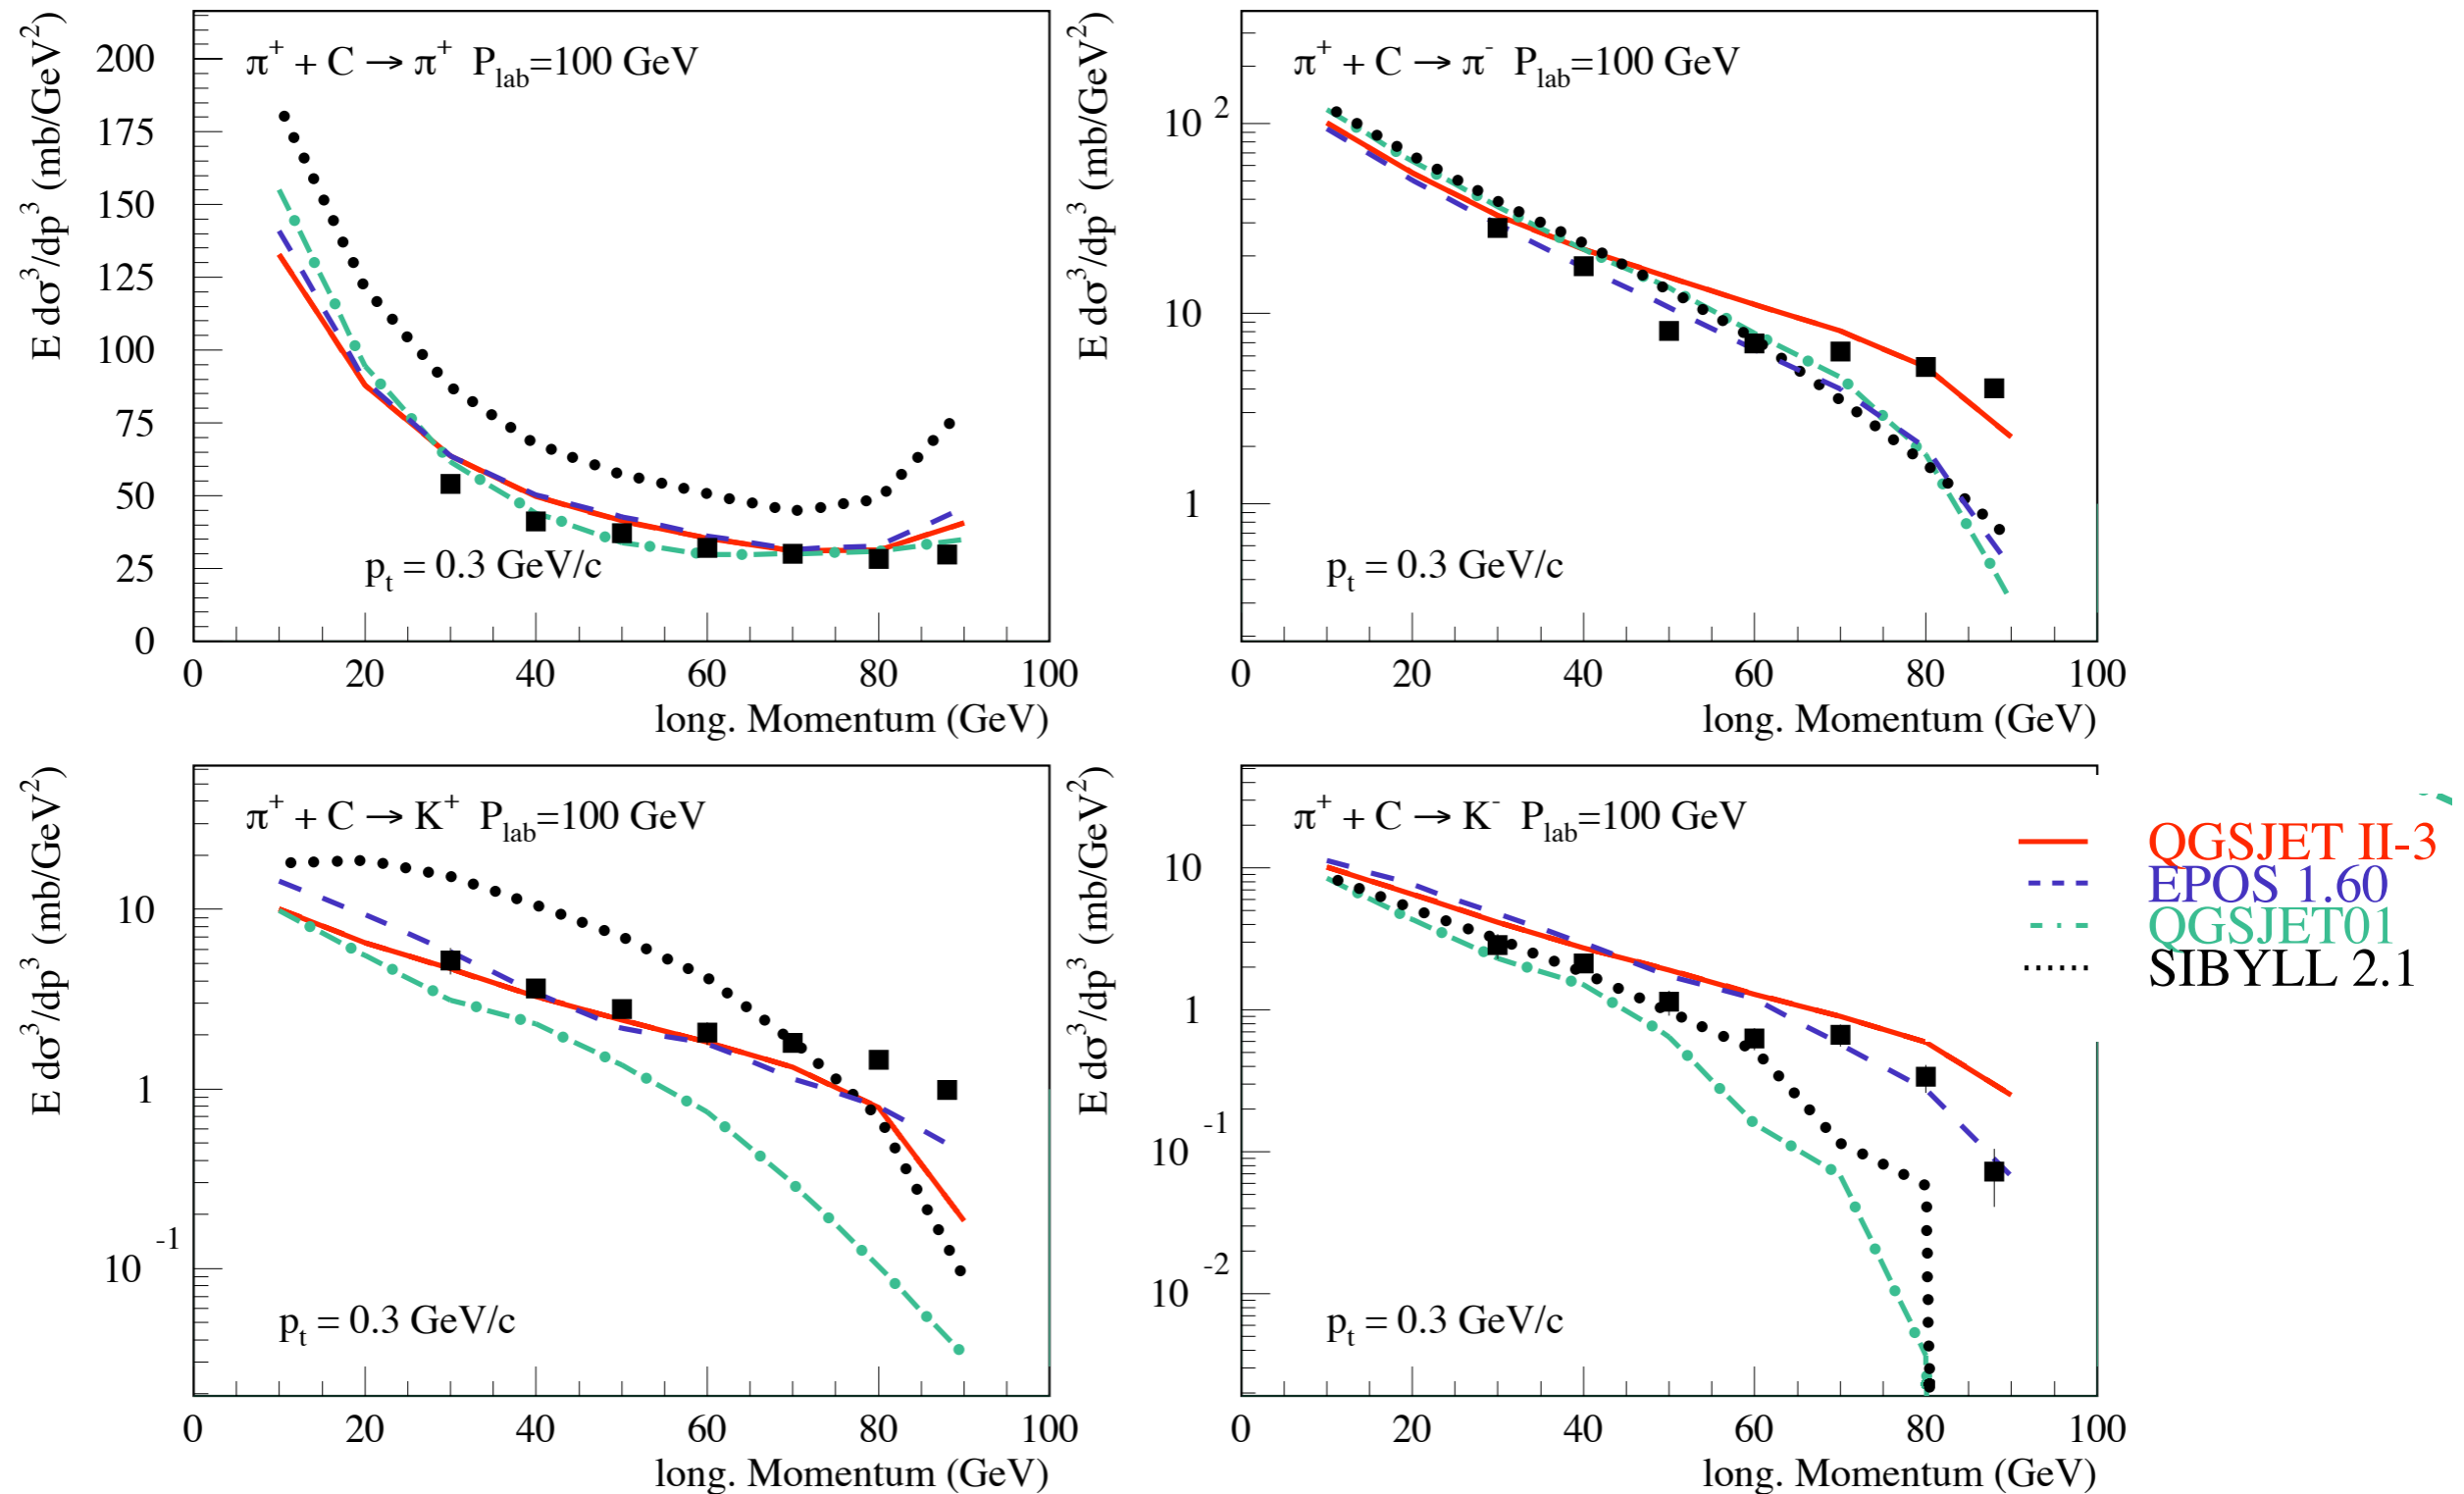 E dσ³/dp³ (mb/GeV²)
π⁺ + C → π⁺ P_lab=100 GeV
p_t = 0.3 GeV/c
200
175
150
125
100
75
50
25
0
0 20 40 60 80 100
long. Momentum (GeV)
E dσ³/dp³ (mb/GeV²)
π⁺ + C → π⁻ P_lab=100 GeV
p_t = 0.3 GeV/c
10²
10
1
0 20 40 60 80 100
long. Momentum (GeV)
E dσ³/dp³ (mb/GeV²)
π⁺ + C → K⁺ P_lab=100 GeV
p_t = 0.3 GeV/c
10
1
10⁻¹
0 20 40 60 80 100
long. Momentum (GeV)
E dσ³/dp³ (mb/GeV²)
π⁺ + C → K⁻ P_lab=100 GeV
p_t = 0.3 GeV/c
10
1
10⁻¹
10⁻²
0 20 40 60 80 100
long. Momentum (GeV)
QGSJET II-3
EPOS 1.60
QGSJET01
SIBYLL 2.1